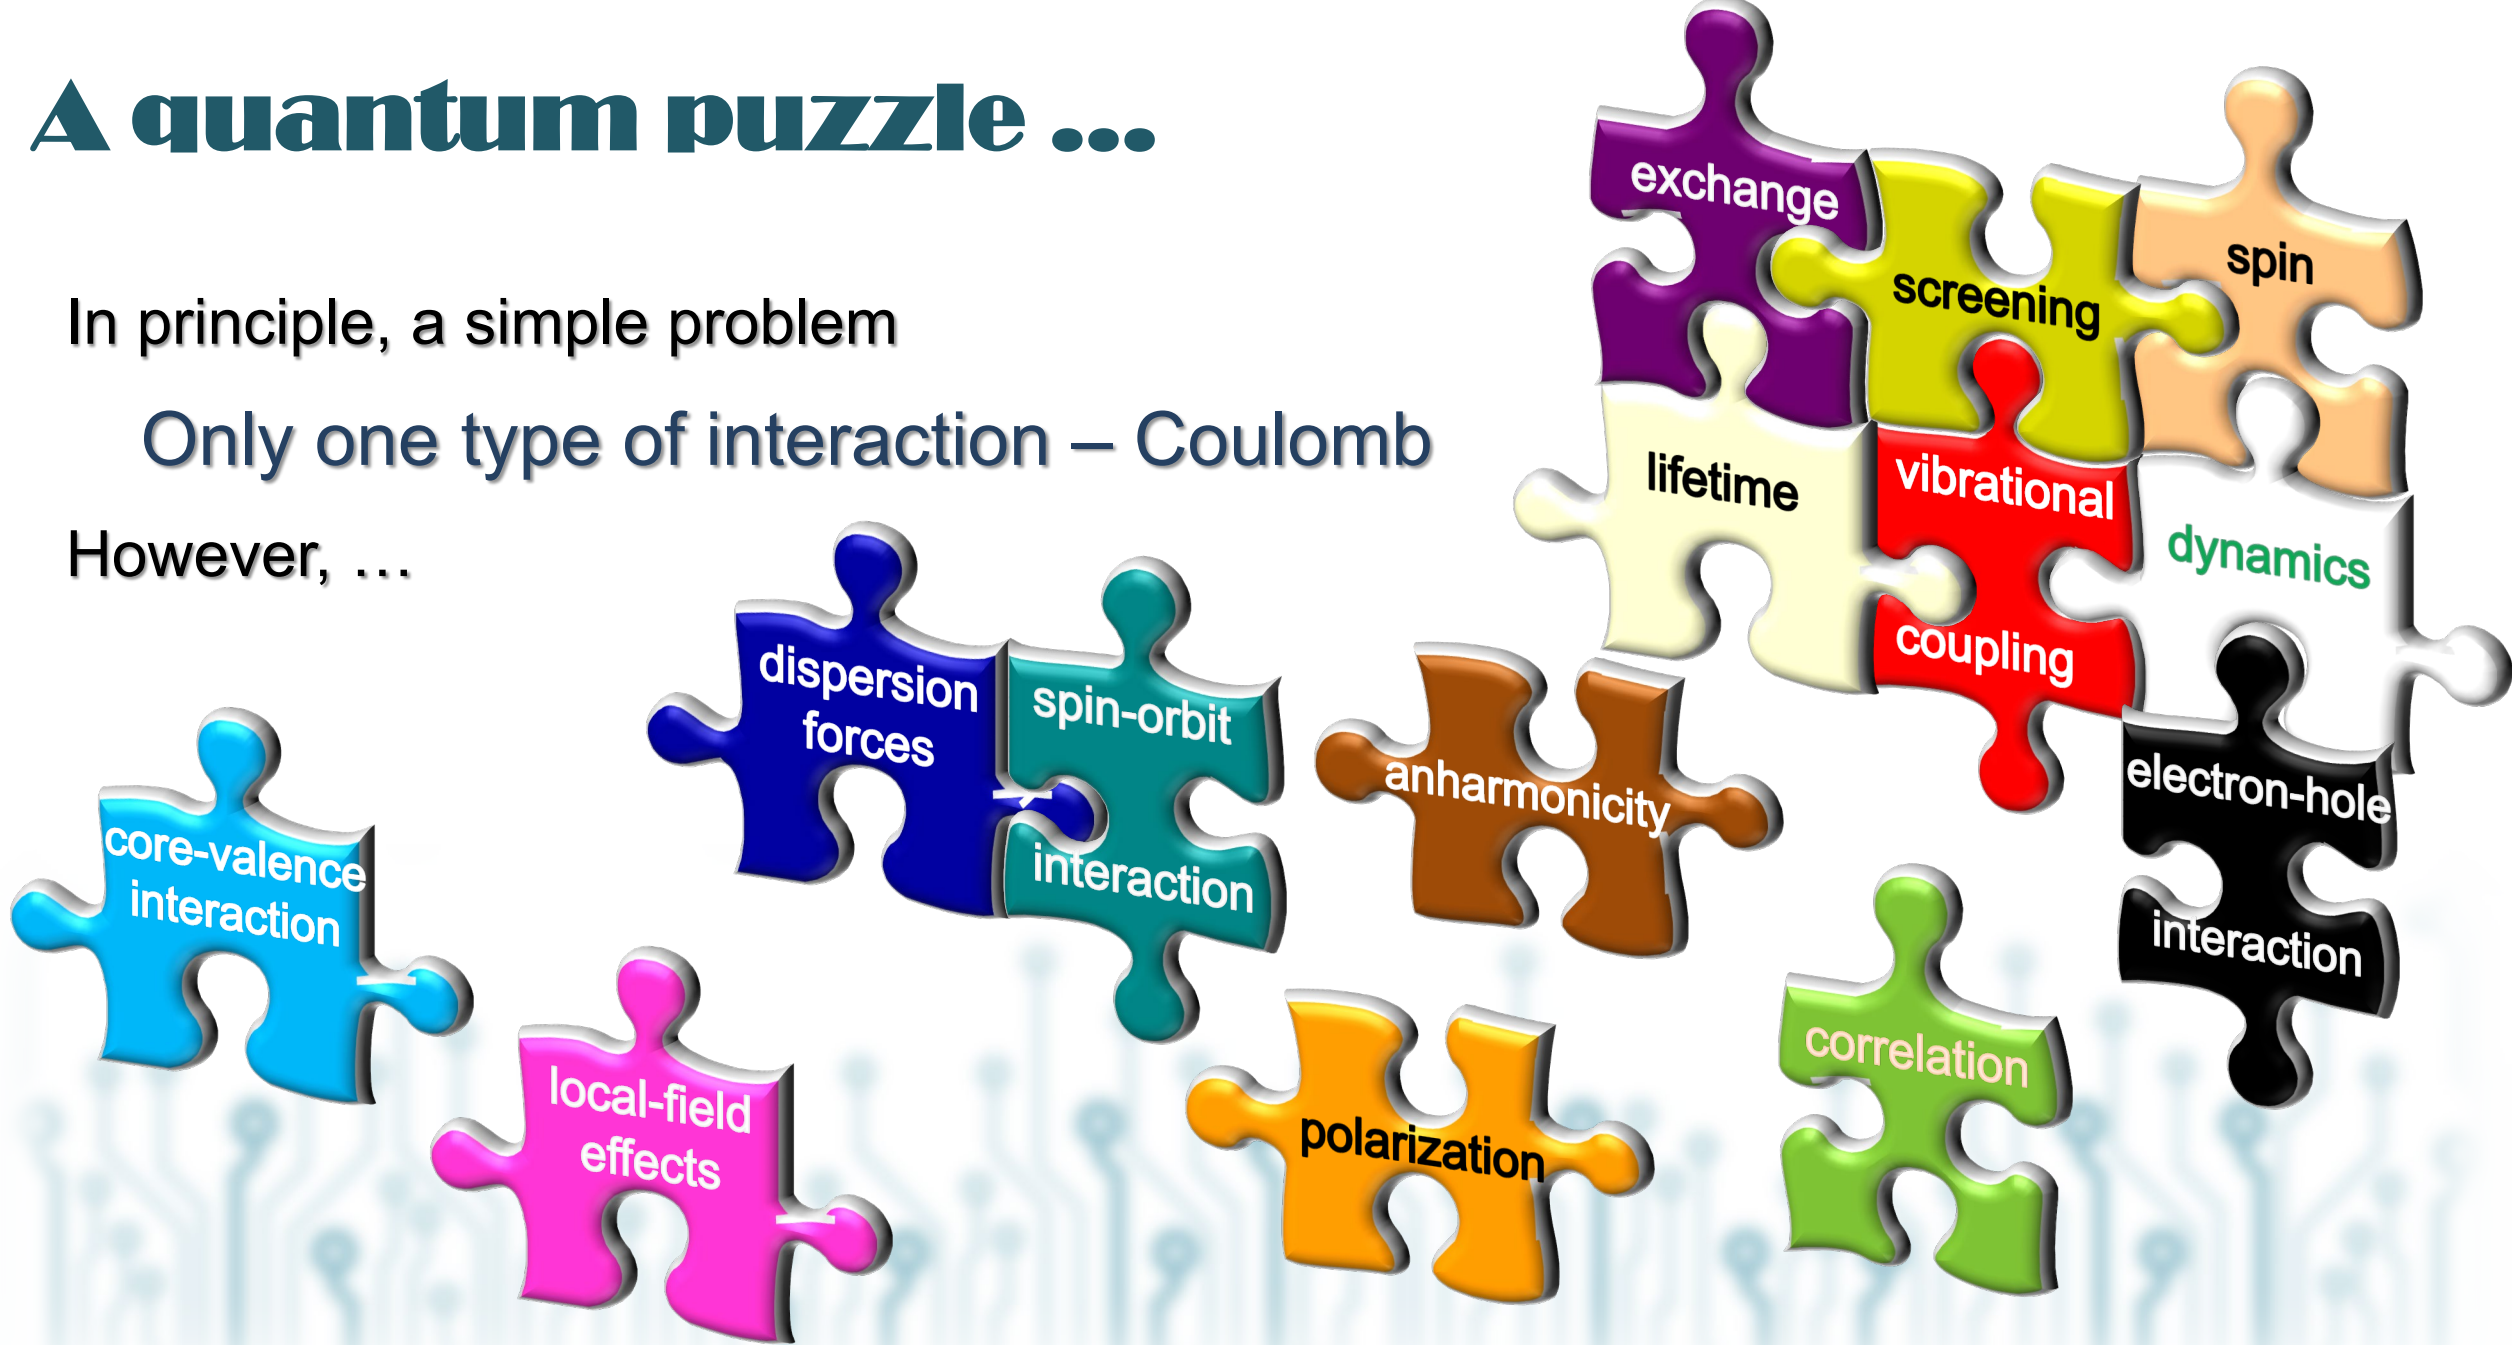 A quantum puzzle ...
In principle, a simple problem
Only one type of interaction – Coulomb
However, …
exchange
screening
spin
lifetime
vibrational
coupling
dynamics
dispersion
forces
spin-orbit
interaction
anharmonicity
electron-hole
interaction
core-valence
interaction
local-field
effects
polarization
correlation